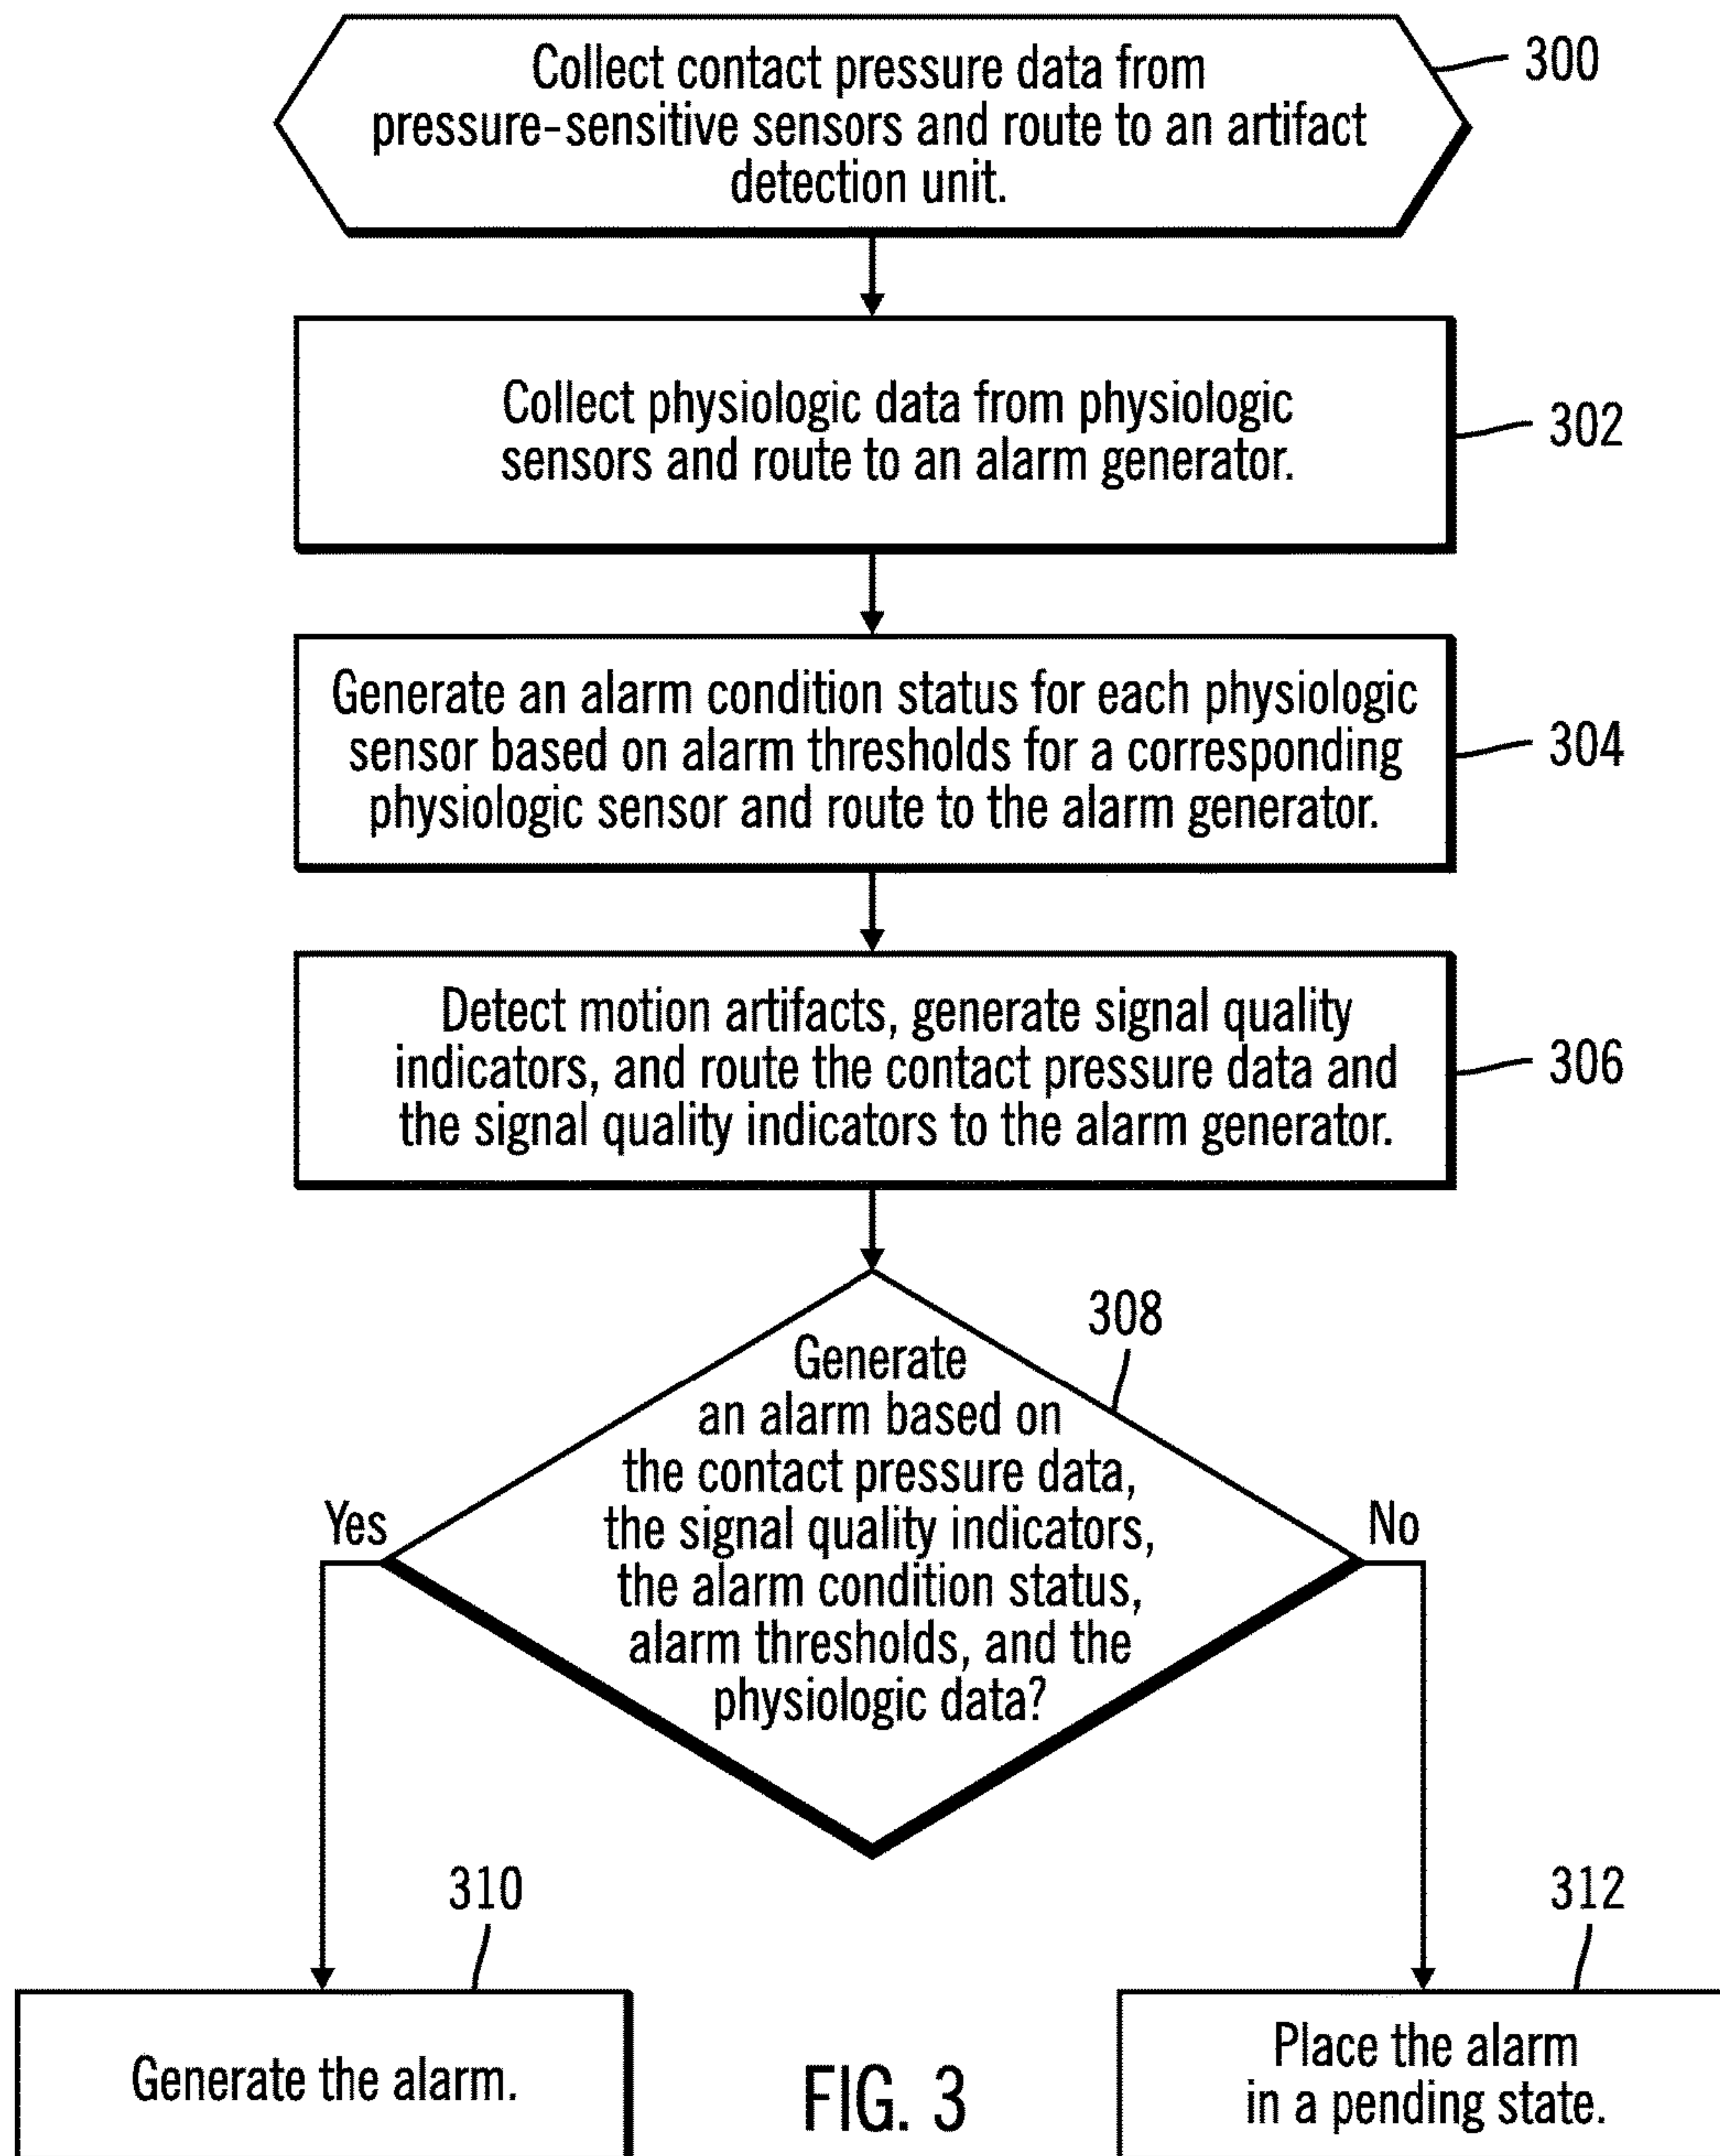 Collect contact pressure data from
pressure-sensitive sensors and route to an artifact
detection unit.
300
Collect physiologic data from physiologic
sensors and route to an alarm generator.
302
Generate an alarm condition status for each physiologic
sensor based on alarm thresholds for a corresponding
physiologic sensor and route to the alarm generator.
304
Detect motion artifacts, generate signal quality
indicators, and route the contact pressure data and
the signal quality indicators to the alarm generator.
306
308
Generate
an alarm based on
the contact pressure data,
the signal quality indicators,
the alarm condition status,
alarm thresholds, and the
physiologic data?
Yes
No
310
Generate the alarm.
312
Place the alarm
in a pending state.
FIG. 3